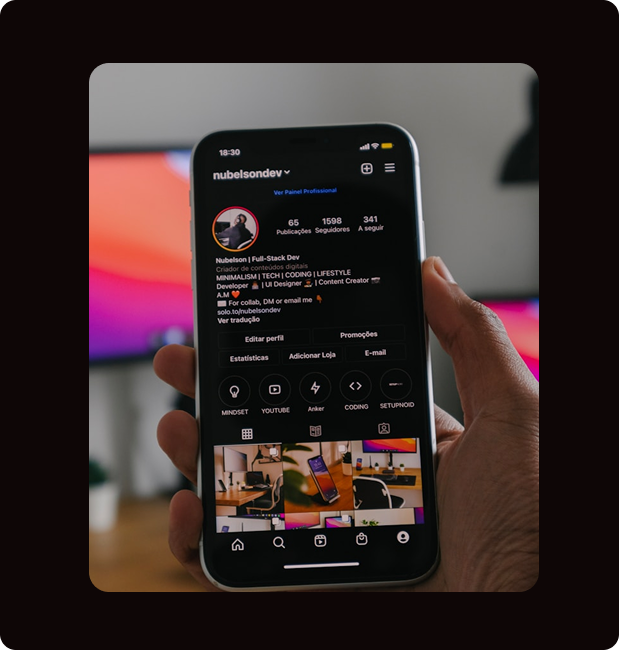 18:30
nubelsondev
Ver Painel Profissional
65 1598 341
Publicações Seguidores A seguir
Nubelson | Full-Stack Dev
Criador de conteúdos digitais
MINIMALISM | TECH | CODING | LIFESTYLE
Developer | UI Designer | Content Creator
A.M
For collab, DM or email me
solo.to/nubelsondev
Ver tradução
Editar perfil Promoções
Estatísticas Adicionar Loja E-mail
MINDSET YOUTUBE Anker CODING SETUPNOID